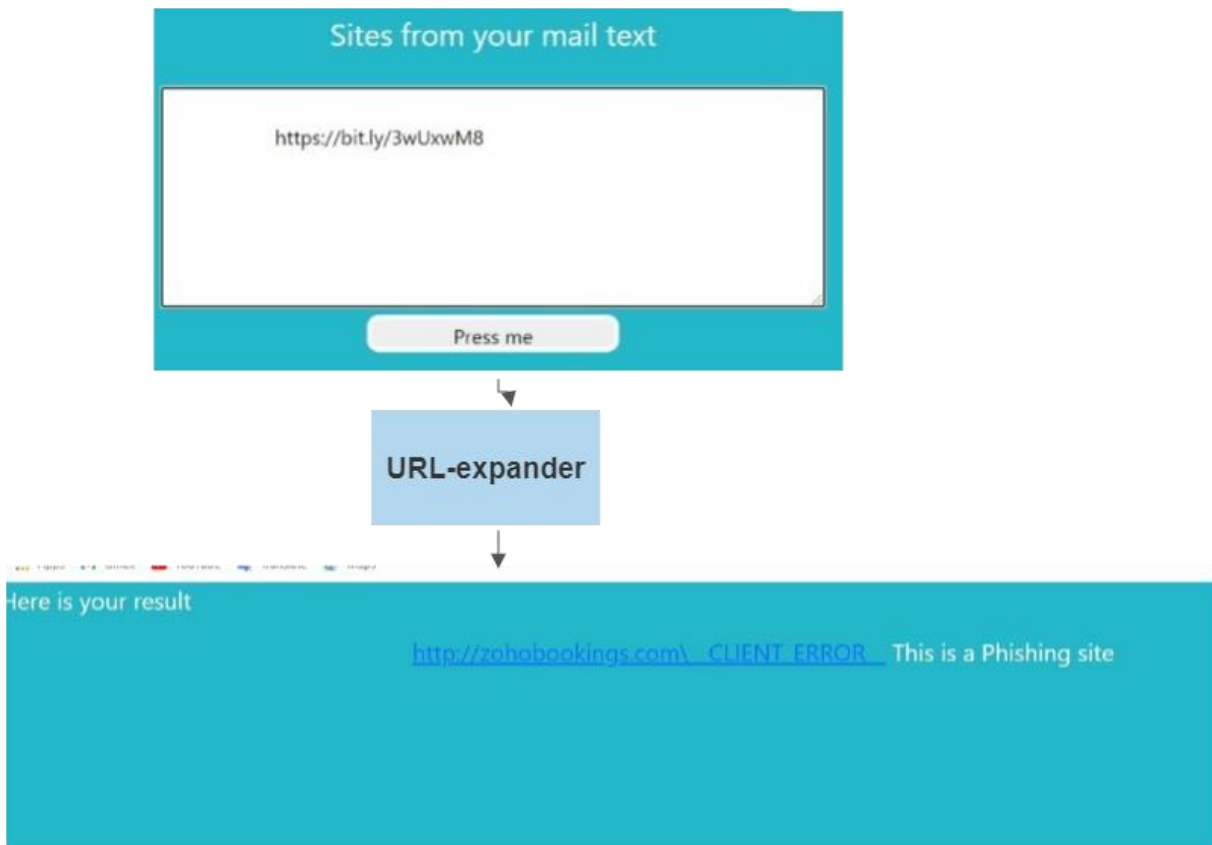 Sites from your mail text
https://bit.ly/3wUxwM8
Press me
URL-expander
Here is your result
http://zohobookings.com\__CLIENT_ERROR__ This is a Phishing site